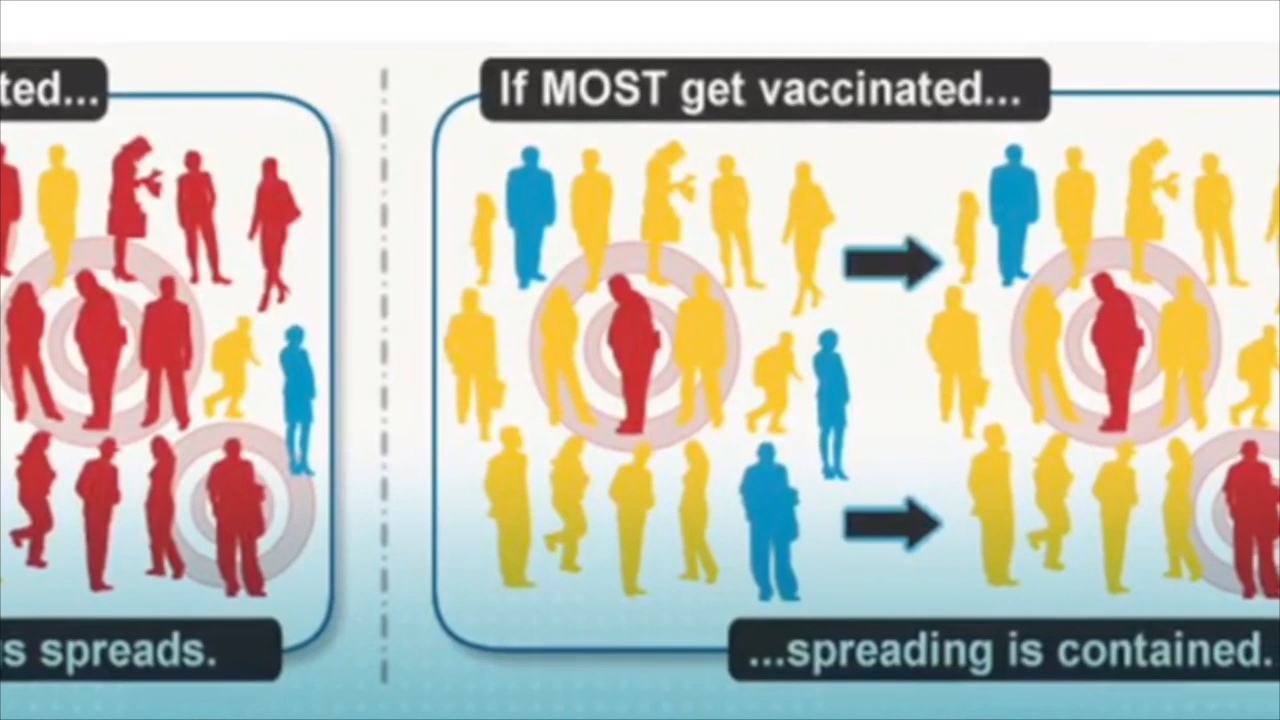 ted...
If MOST get vaccinated...
s spreads.
...spreading is contained.